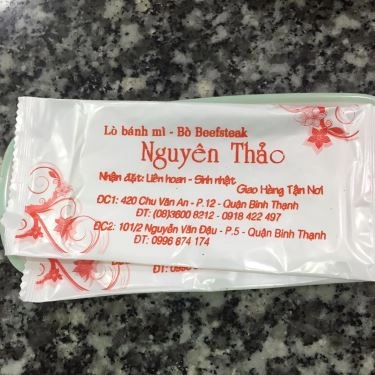 Lò bánh mì - Bò Beefsteak
Nguyên Thảo
Nhận đặt: Liên hoan - Sinh nhật
Giao Hàng Tận Nơi
ĐC1: 420 Chu Văn An - P.12 - Quận Bình Thạnh
ĐT: (08)3600 8212 - 0918 422 497
ĐC2: 101/2 Nguyễn Văn Đậu - P.5 - Quận Bình Thạnh
ĐT: 0996 874 174